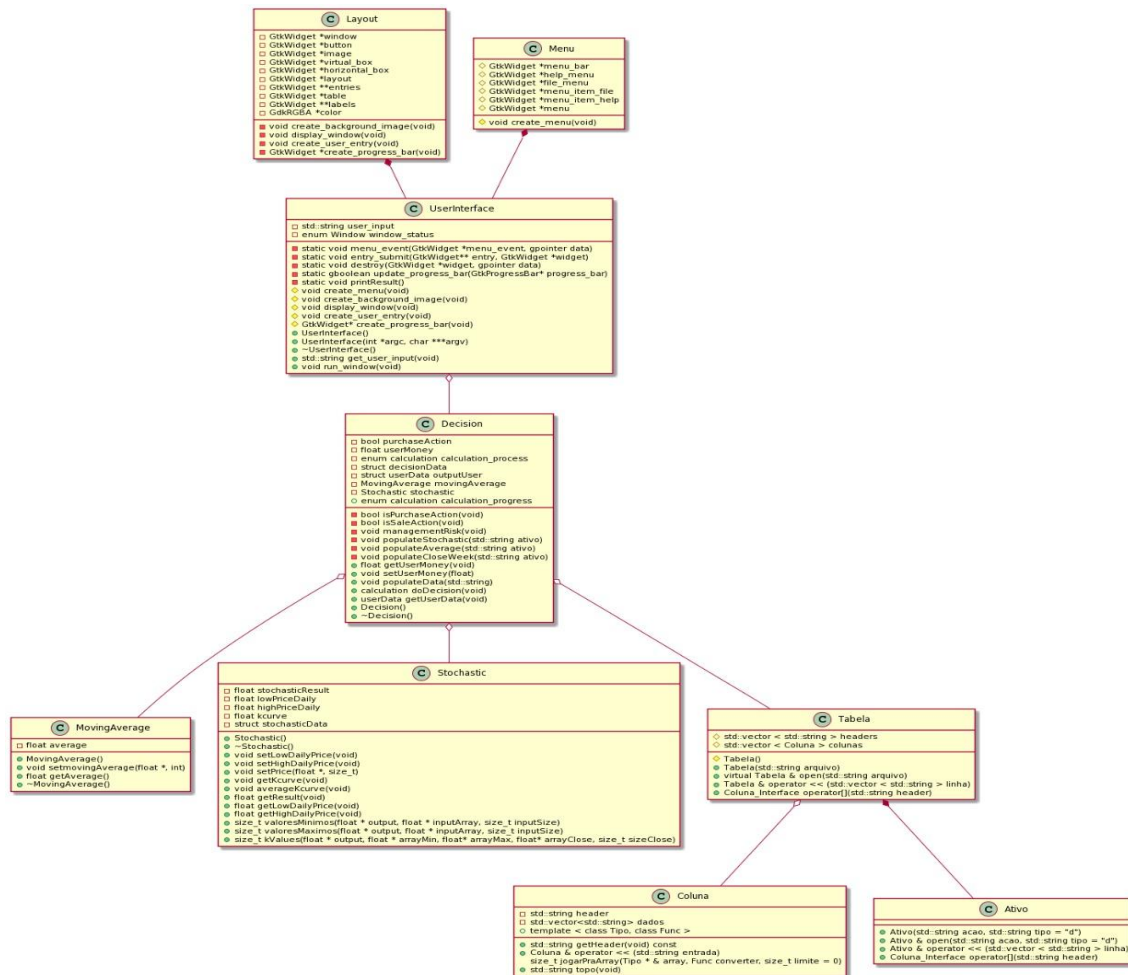 C Layout
GtkWidget *window
GtkWidget *button
GtkWidget *image
GtkWidget *virtual_box
GtkWidget *horizontal_box
GtkWidget *layout
GtkWidget **entries
GtkWidget *table
GtkWidget **labels
GdkRGBA *color
void create_background_image(void)
void display_window(void)
void create_user_entry(void)
GtkWidget *create_progress_bar(void)
C Menu
GtkWidget *menu_bar
GtkWidget *help_menu
GtkWidget *file_menu
GtkWidget *menu_item_file
GtkWidget *menu_item_help
GtkWidget *menu
void create_menu(void)
C UserInterface
std::string user_input
enum Window window_status
static void menu_event(GtkWidget *menu_event, gpointer data)
static void entry_submit(GtkWidget** entry, GtkWidget *widget)
static void destroy(GtkWidget *widget, gpointer data)
static gboolean update_progress_bar(GtkProgressBar* progress_bar)
static void printResult()
void create_menu(void)
void create_background_image(void)
void display_window(void)
void create_user_entry(void)
GtkWidget* create_progress_bar(void)
UserInterface()
UserInterface(int *argc, char ***argv)
~UserInterface()
std::string get_user_input(void)
void run_window(void)
C Decision
bool purchaseAction
float userMoney
enum calculation calculation_process
struct decisionData
struct userData outputUser
MovingAverage movingAverage
Stochastic stochastic
enum calculation calculation_progress
bool isPurchaseAction(void)
bool isSaleAction(void)
void managementRisk(void)
void populateStochastic(std::string ativo)
void populateAverage(std::string ativo)
void populateCloseWeek(std::string ativo)
float getUserMoney(void)
void setUserMoney(float)
void populateData(std::string)
calculation doDecision(void)
userData getUserData(void)
Decision()
~Decision()
C MovingAverage
float average
MovingAverage()
void setmovingAverage(float *, int)
float getAverage()
~MovingAverage()
C Stochastic
float stochasticResult
float lowPriceDaily
float highPriceDaily
float kcurve
struct stochasticData
Stochastic()
~Stochastic()
void setLowDailyPrice(void)
void setHighDailyPrice(void)
void setPrice(float *, size_t)
void getKcurve(void)
void averageKcurve(void)
float getResult(void)
float getLowDailyPrice(void)
float getHighDailyPrice(void)
size_t valoresMinimos(float * output, float * inputArray, size_t inputSize)
size_t valoresMaximos(float * output, float * inputArray, size_t inputSize)
size_t kValues(float * output, float * arrayMin, float* arrayMax, float* arrayClose, size_t sizeClose)
C Tabela
std::vector < std::string > headers
std::vector < Coluna > colunas
Tabela()
Tabela(std::string arquivo)
virtual Tabela & open(std::string arquivo)
Tabela & operator << (std::vector < std::string > linha)
Coluna_Interface operator[](std::string header)
C Coluna
std::string header
std::vector<std::string> dados
template < class Tipo, class Func >
std::string getHeader(void) const
Coluna & operator << (std::string entrada)
size_t jogarPraArray(Tipo * & array, Func converter, size_t limite = 0)
std::string topo(void)
C Ativo
Ativo(std::string acao, std::string tipo = "d")
Ativo & open(std::string acao, std::string tipo = "d")
Ativo & operator << (std::vector < std::string > linha)
Coluna_Interface operator[](std::string header)